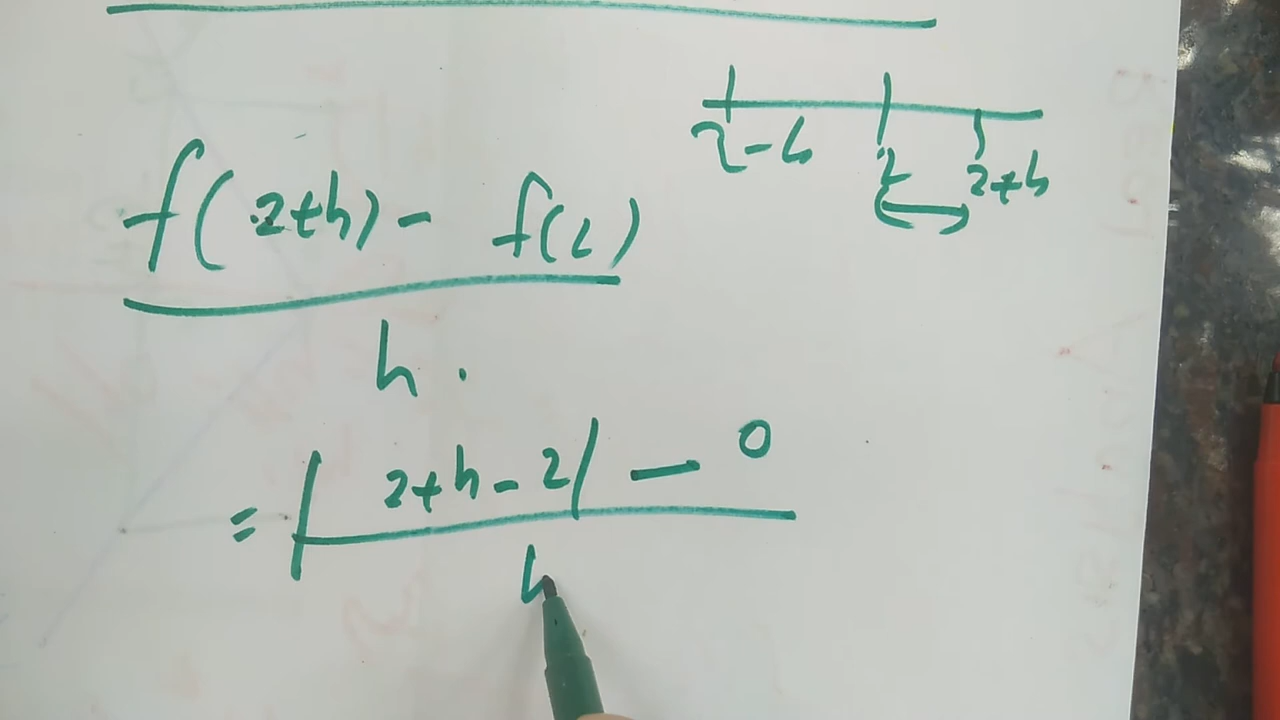 2-h 2 2+h
f(2+h) - f(2)
h.
= |2+h-2| - 0
h